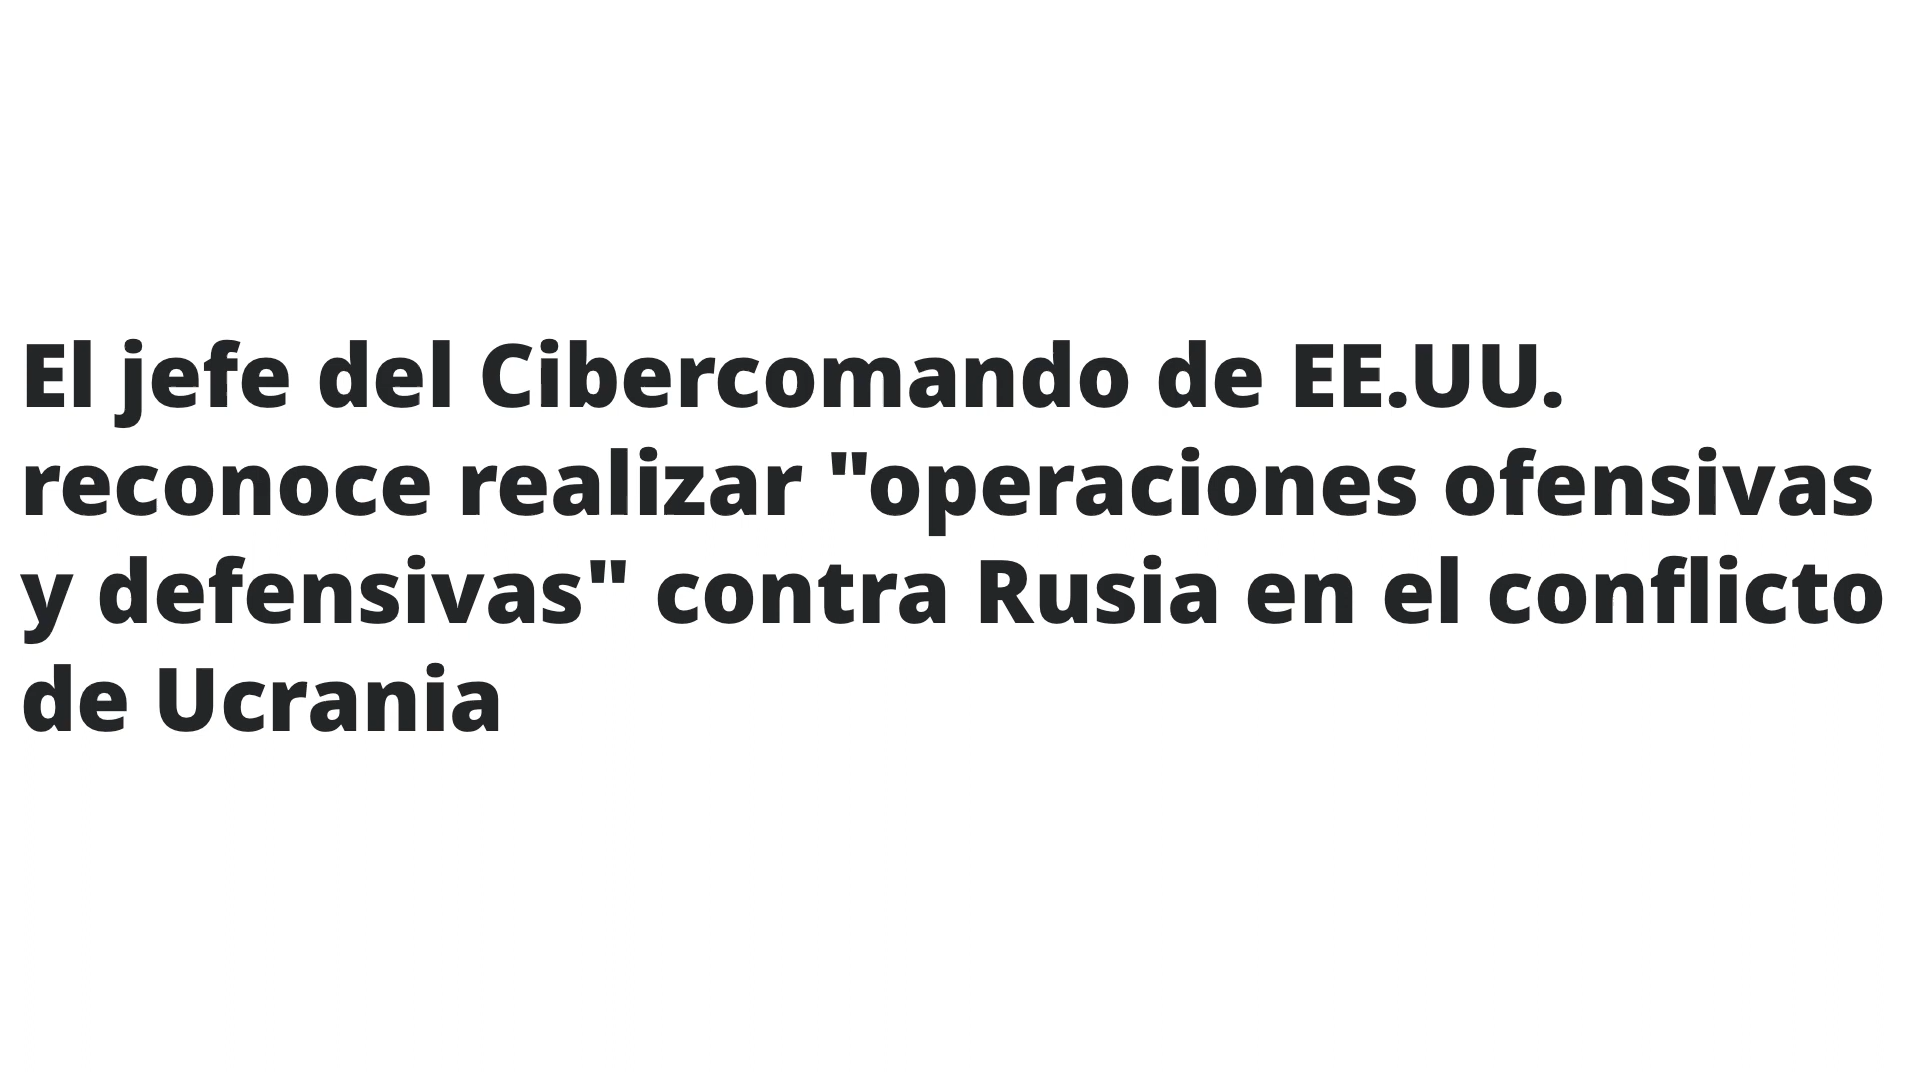 El jefe del Cibercomando de EE.UU.
reconoce realizar "operaciones ofensivas
y defensivas" contra Rusia en el conflicto
de Ucrania